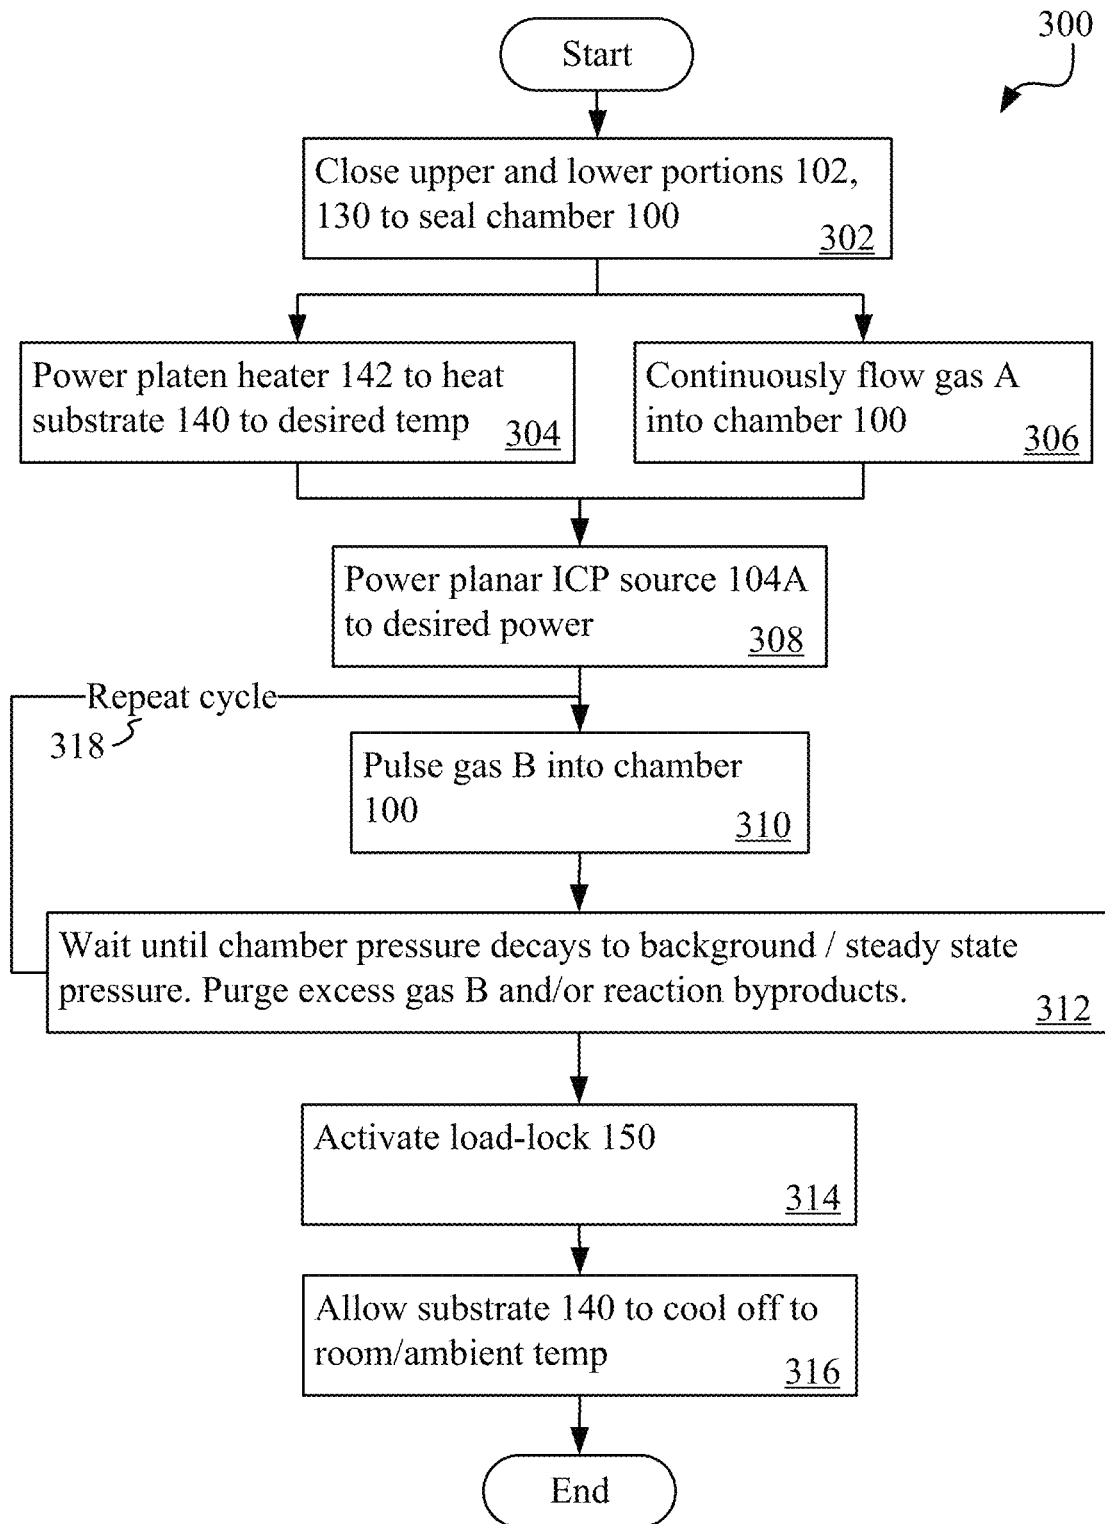 300
Start
Close upper and lower portions 102,
130 to seal chamber 100
302
Power platen heater 142 to heat
substrate 140 to desired temp
304
Continuously flow gas A
into chamber 100
306
Power planar ICP source 104A
to desired power
308
Repeat cycle
318
Pulse gas B into chamber
100
310
Wait until chamber pressure decays to background / steady state
pressure. Purge excess gas B and/or reaction byproducts.
312
Activate load-lock 150
314
Allow substrate 140 to cool off to
room/ambient temp
316
End